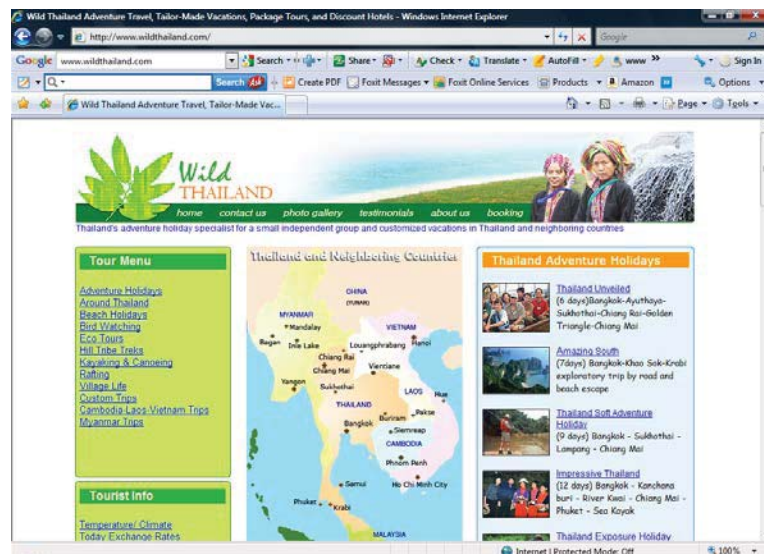 Wild Thailand Adventure Travel, Tailor-Made Vacations, Package Tours, and Discount Hotels - Windows Internet Explorer
http://www.wildthailand.com/
Google
Google www.wildthailand.com Search Share Check Translate AutoFill www Sign In
Search Create PDF Foxit Messages Foxit Online Services Products Amazon Options
Wild Thailand Adventure Travel, Tailor-Made Vac...
Page Tools
Wild
THAILAND
home contact us photo gallery testimonials about us booking
Thailand's adventure holiday specialist for a small independent group and customized vacations in Thailand and neighboring countries
Tour Menu
Adventure Holidays
Around Thailand
Beach Holidays
Bird Watching
Eco Tours
Hill Tribe Treks
Kayaking & Canoeing
Rafting
Village Life
Custom Trips
Cambodia-Laos-Vietnam Trips
Myanmar Trips
Tourist Info
Temperature/ Climate
Today Exchange Rates
Thailand and Neighboring Countries
CHINA
(YUNAN)
MYANMAR
Mandalay
VIETNAM
Bagan Inle Lake Louangphrabang Hanoi
Chiang Rai
Chiang Mai
Vientiane
Yangon
Sukhothai
LAOS
Hue
THAILAND
Buriram Pakse
Bangkok
Siemreap
CAMBODIA
Phnom Penh
Samui
Ho Chi Minh City
Phuket
Krabi
MALAYSIA
Thailand Adventure Holidays
Thailand Unveiled
(6 days)Bangkok-Ayuthaya-
Sukhothai-Chiang Rai-Golden
Triangle-Chiang Mai
Amazing South
(7days) Bangkok-Khao Sok-Krabi
exploratory trip by road and
beach escape
Thailand Soft Adventure
Holiday
(9 days) Bangkok - Sukhothai -
Lampang - Chiang Mai
Impressive Thailand
(12 days) Bangkok - Kanchana
buri - River Kwai - Chiang Mai -
Phuket - Sea Kayak
Thailand Exposure Holiday
Internet | Protected Mode: Off 100%